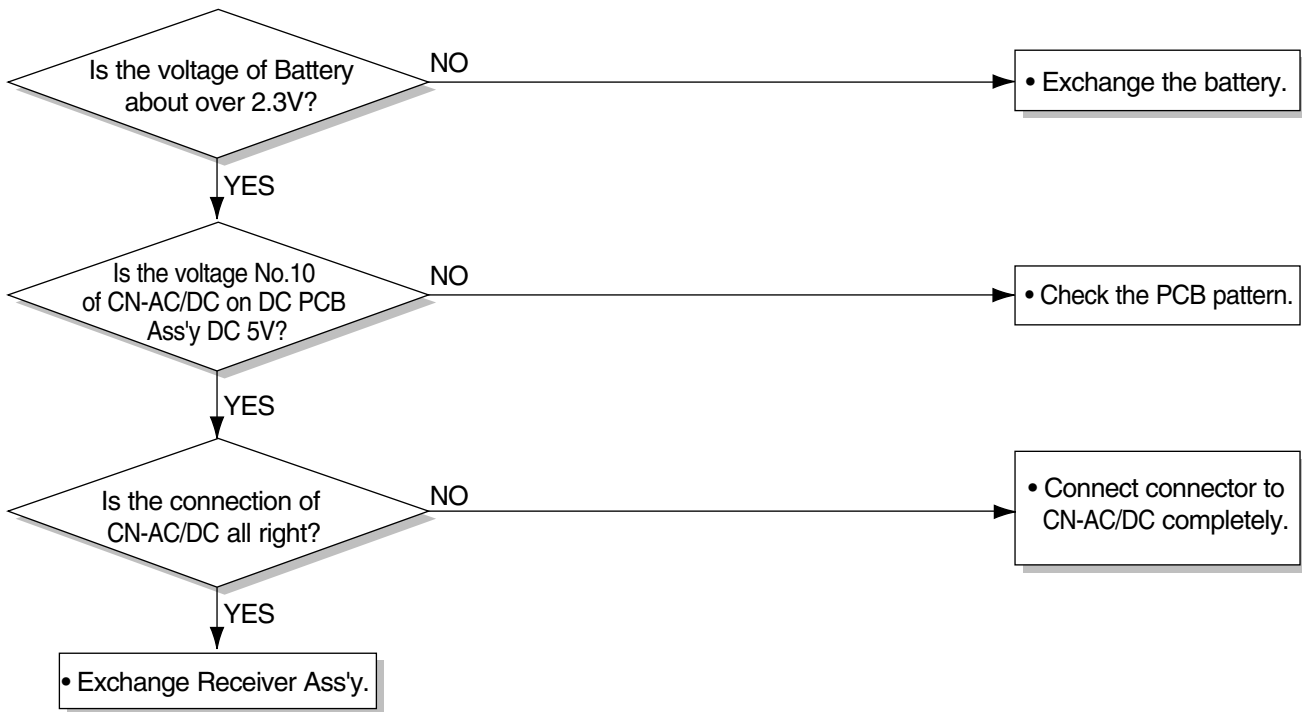 Is the voltage of Battery
about over 2.3V?
NO
• Exchange the battery.
YES
Is the voltage No.10
of CN-AC/DC on DC PCB
Ass'y DC 5V?
NO
• Check the PCB pattern.
YES
Is the connection of
CN-AC/DC all right?
NO
• Connect connector to
CN-AC/DC completely.
YES
• Exchange Receiver Ass'y.